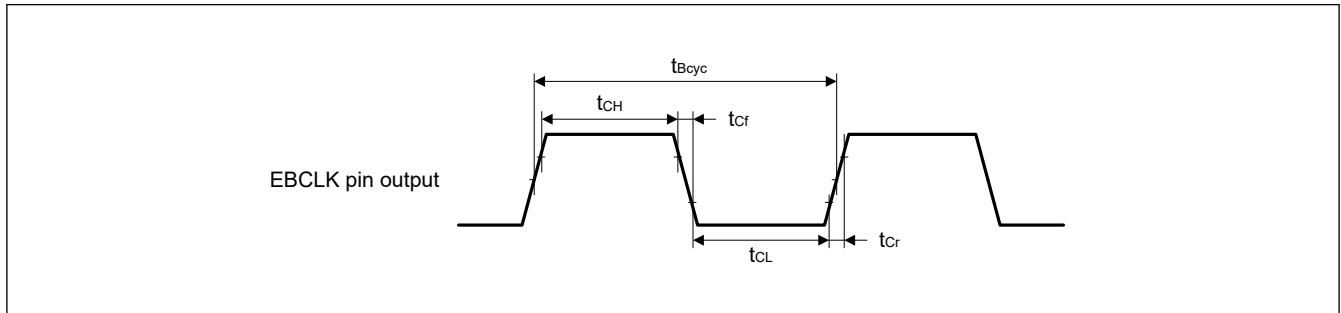 tBcyc
tCH
tCf
EBCLK pin output
tCL
tCr